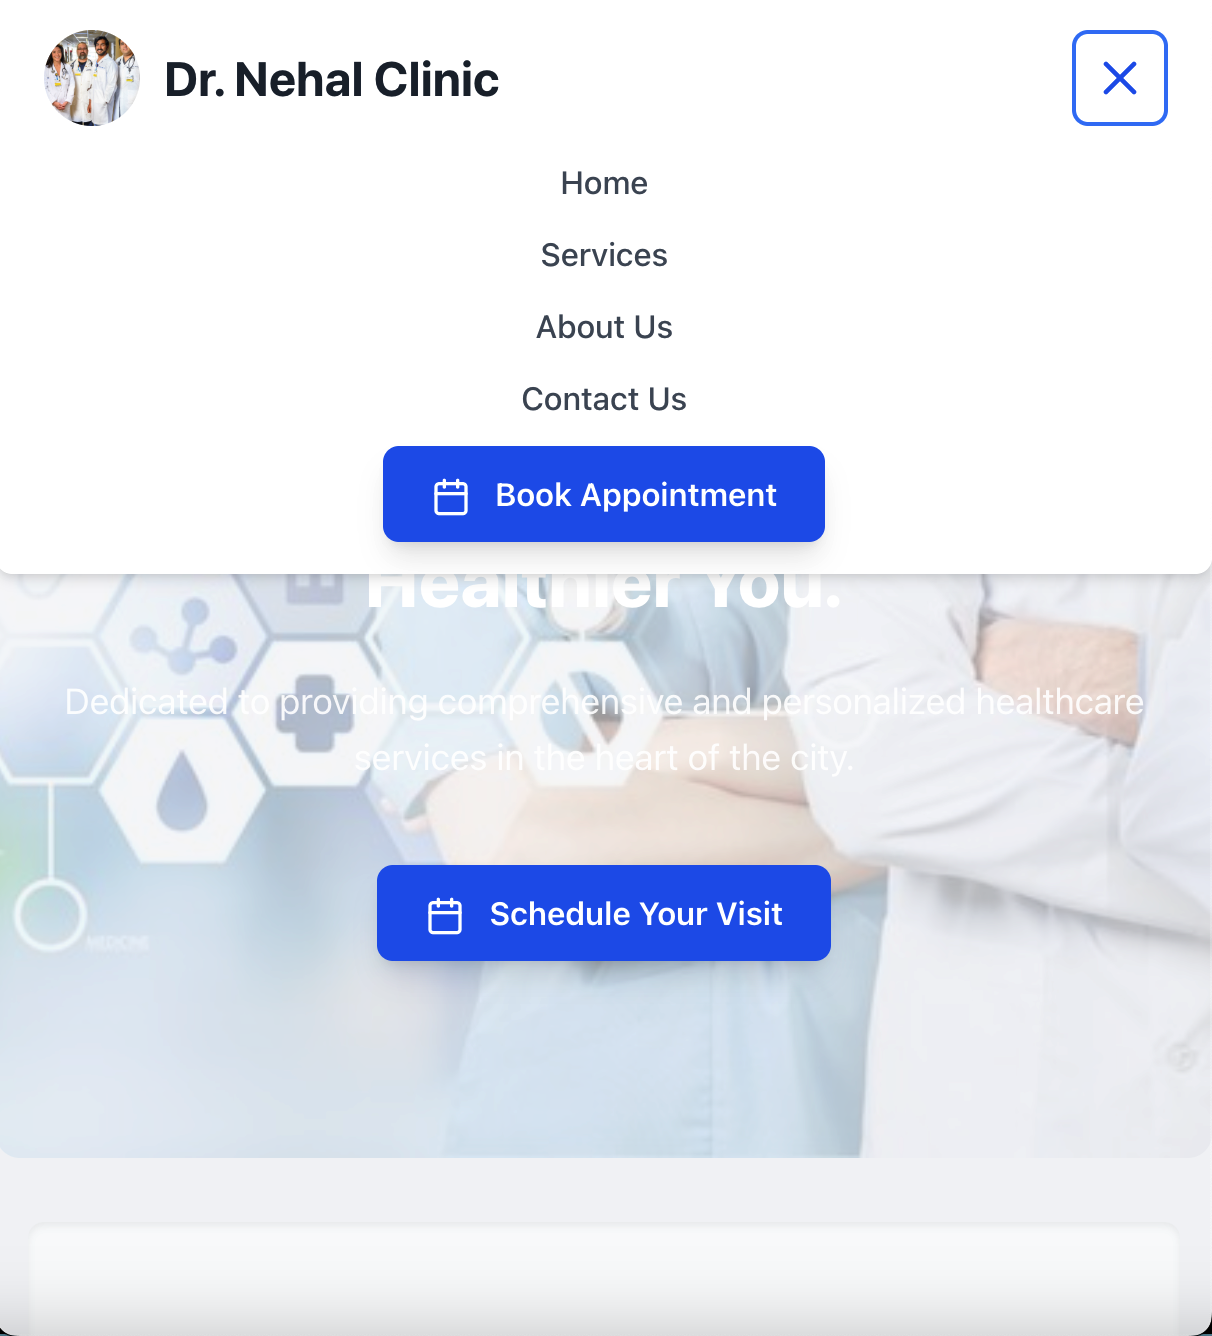 Dr. Nehal Clinic
Home
Services
About Us
Contact Us
Book Appointment
Healthier You.
Dedicated to providing comprehensive and personalized healthcare
services in the heart of the city.
MEDICINE
Schedule Your Visit